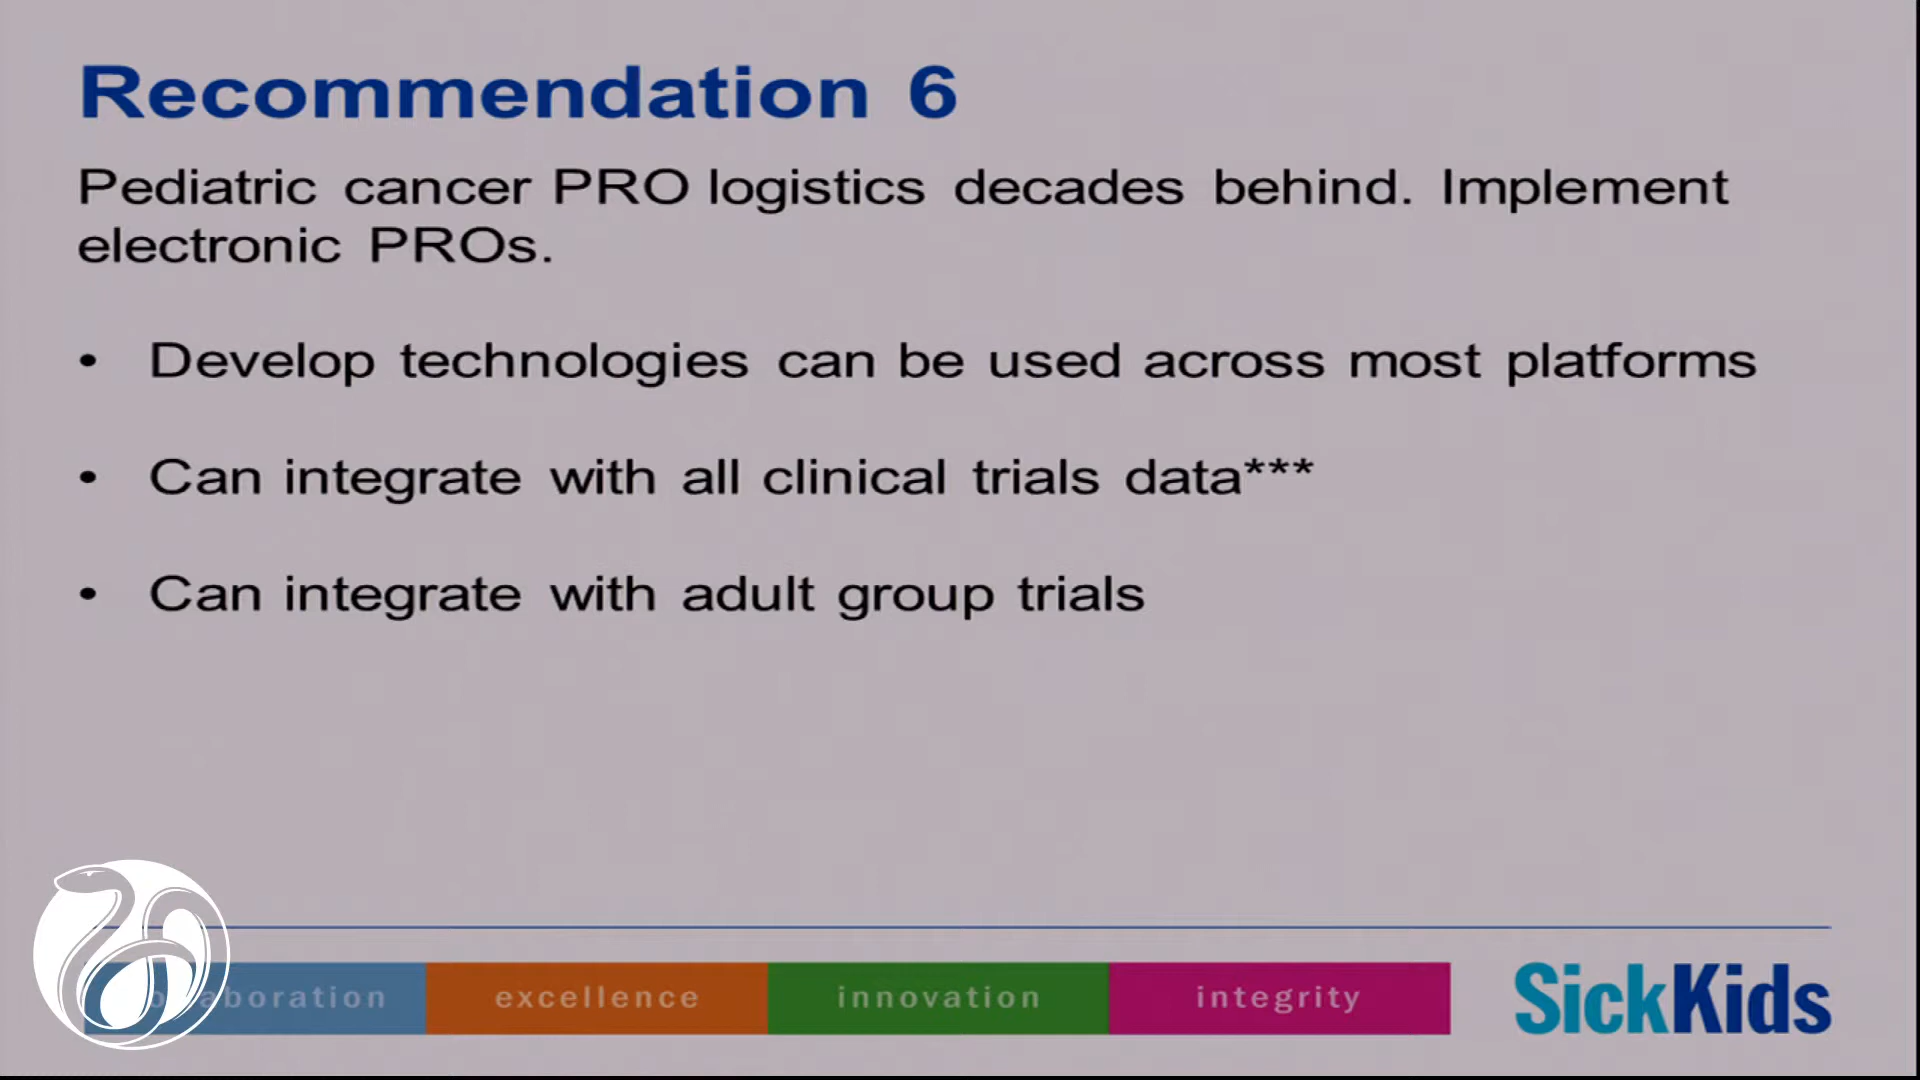 Recommendation 6
Pediatric cancer PRO logistics decades behind. Implement
electronic PROs.
• Develop technologies can be used across most platforms
• Can integrate with all clinical trials data***
• Can integrate with adult group trials
excellence
innovation
integrity
SickKids